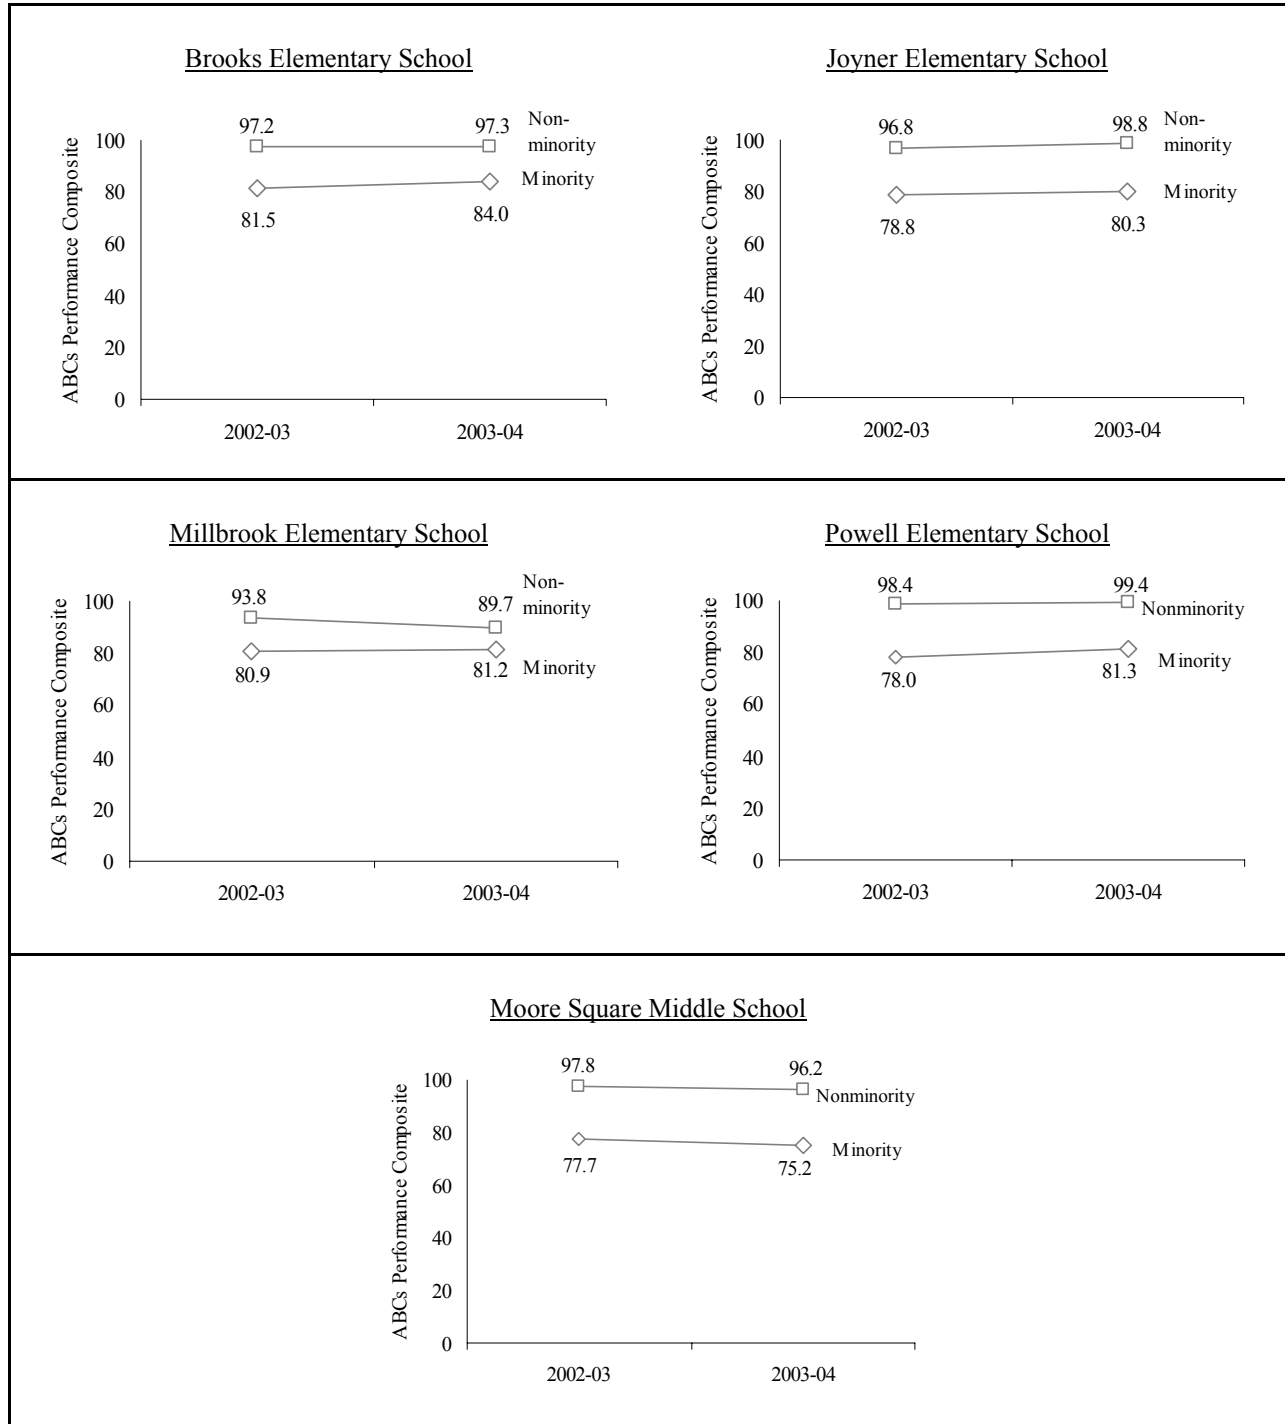 Brooks Elementary School
ABCs Performance Composite
100
80
60
40
20
0
97.2
97.3
81.5
84.0
Non-
minority
Minority
2002-03
2003-04
Joyner Elementary School
ABCs Performance Composite
100
80
60
40
20
0
96.8
98.8
78.8
80.3
Non-
minority
Minority
2002-03
2003-04
Millbrook Elementary School
ABCs Performance Composite
100
80
60
40
20
0
93.8
89.7
80.9
81.2
Non-
minority
Minority
2002-03
2003-04
Powell Elementary School
ABCs Performance Composite
100
80
60
40
20
0
98.4
99.4
78.0
81.3
Nonminority
Minority
2002-03
2003-04
Moore Square Middle School
ABCs Performance Composite
100
80
60
40
20
0
97.8
96.2
77.7
75.2
Nonminority
Minority
2002-03
2003-04